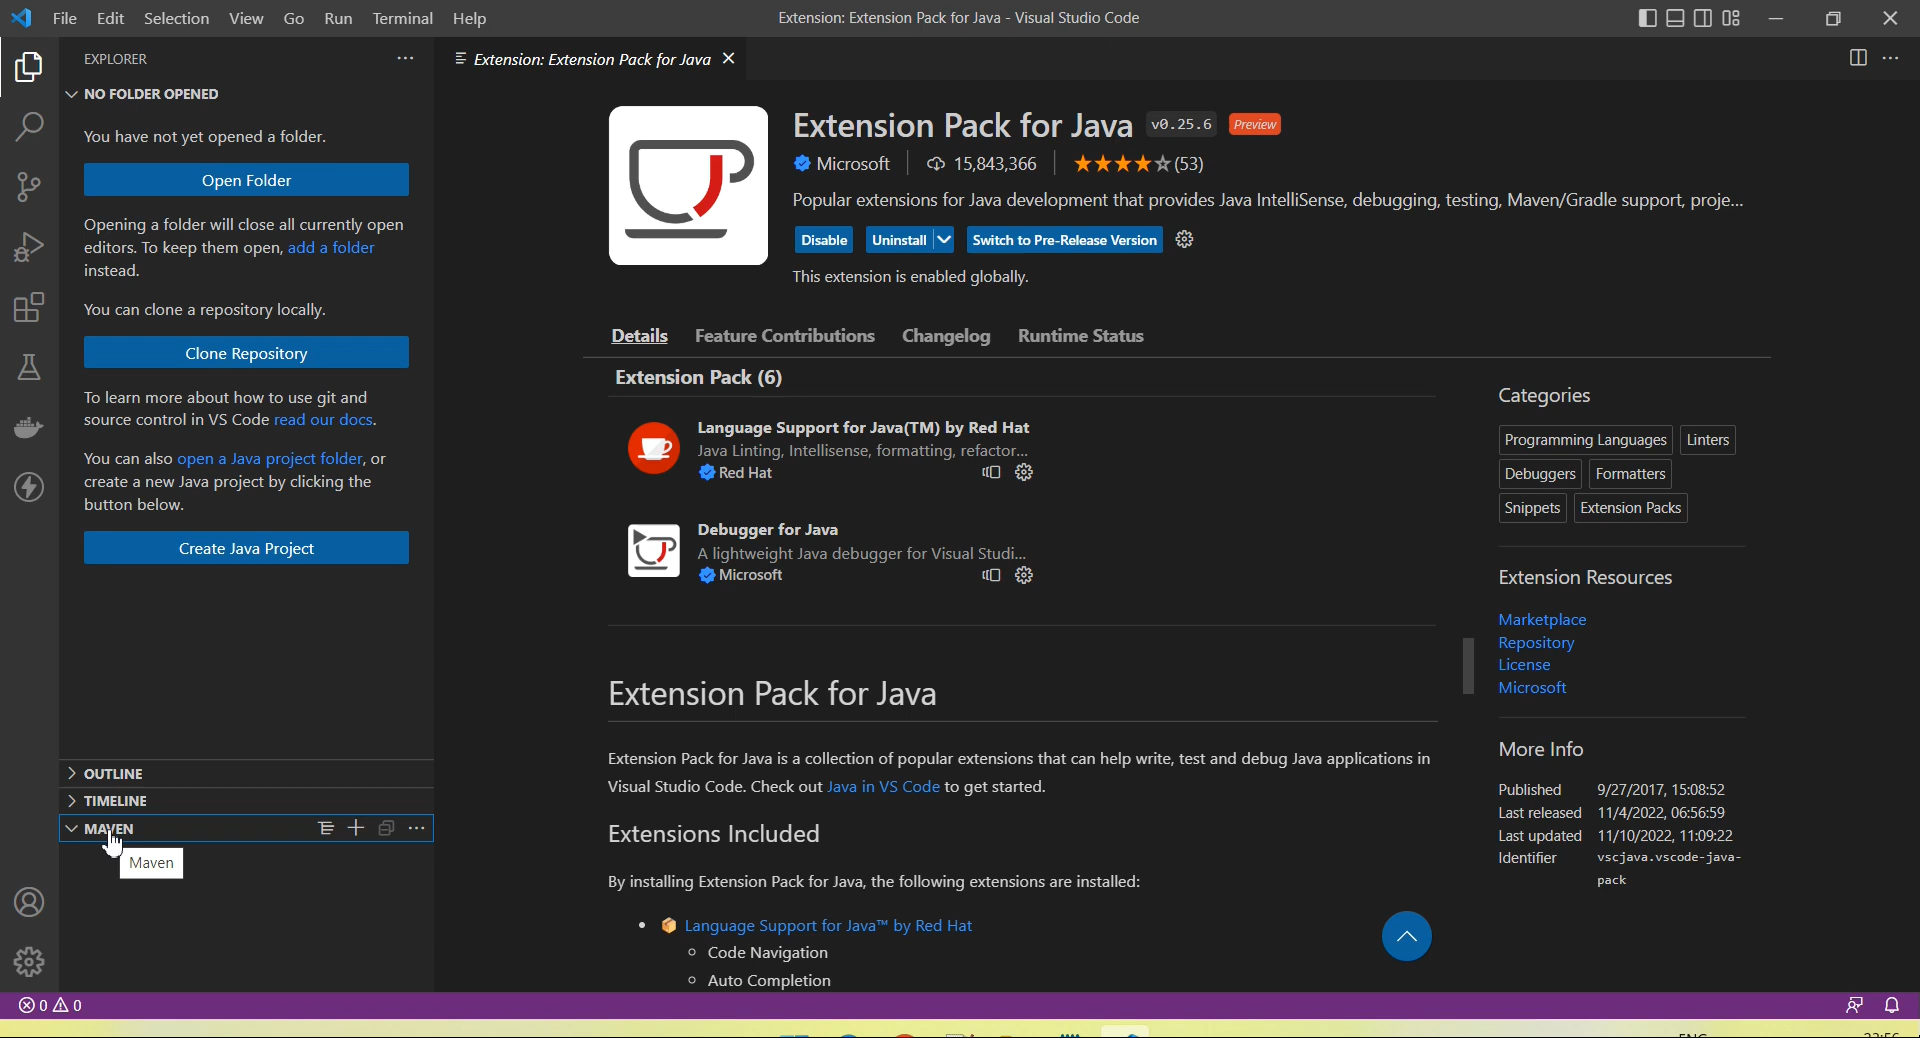 File Edit Selection View Go Run Terminal Help
Extension: Extension Pack for Java - Visual Studio Code
EXPLORER
NO FOLDER OPENED
You have not yet opened a folder.
Open Folder
Opening a folder will close all currently open
editors. To keep them open, add a folder
instead.
You can clone a repository locally.
Clone Repository
To learn more about how to use git and
source control in VS Code read our docs.
You can also open a Java project folder, or
create a new Java project by clicking the
button below.
Create Java Project
OUTLINE
TIMELINE
MAVEN
Maven
Extension: Extension Pack for Java
Extension Pack for Java v0.25.6 Preview
Microsoft 15,843,366 (53)
Popular extensions for Java development that provides Java IntelliSense, debugging, testing, Maven/Gradle support, proje...
Disable Uninstall Switch to Pre-Release Version
This extension is enabled globally.
Details Feature Contributions Changelog Runtime Status
Extension Pack (6)
Language Support for Java(TM) by Red Hat
Java Linting, Intellisense, formatting, refactor...
Red Hat
Debugger for Java
A lightweight Java debugger for Visual Studi...
Microsoft
Extension Pack for Java
Extension Pack for Java is a collection of popular extensions that can help write, test and debug Java applications in
Visual Studio Code. Check out Java in VS Code to get started.
Extensions Included
By installing Extension Pack for Java, the following extensions are installed:
• Language Support for Java™ by Red Hat
Code Navigation
Auto Completion
Categories
Programming Languages Linters
Debuggers Formatters
Snippets Extension Packs
Extension Resources
Marketplace
Repository
License
Microsoft
More Info
Published 9/27/2017, 15:08:52
Last released 11/4/2022, 06:56:59
Last updated 11/10/2022, 11:09:22
Identifier vscjava.vscode-java-
pack
0 0